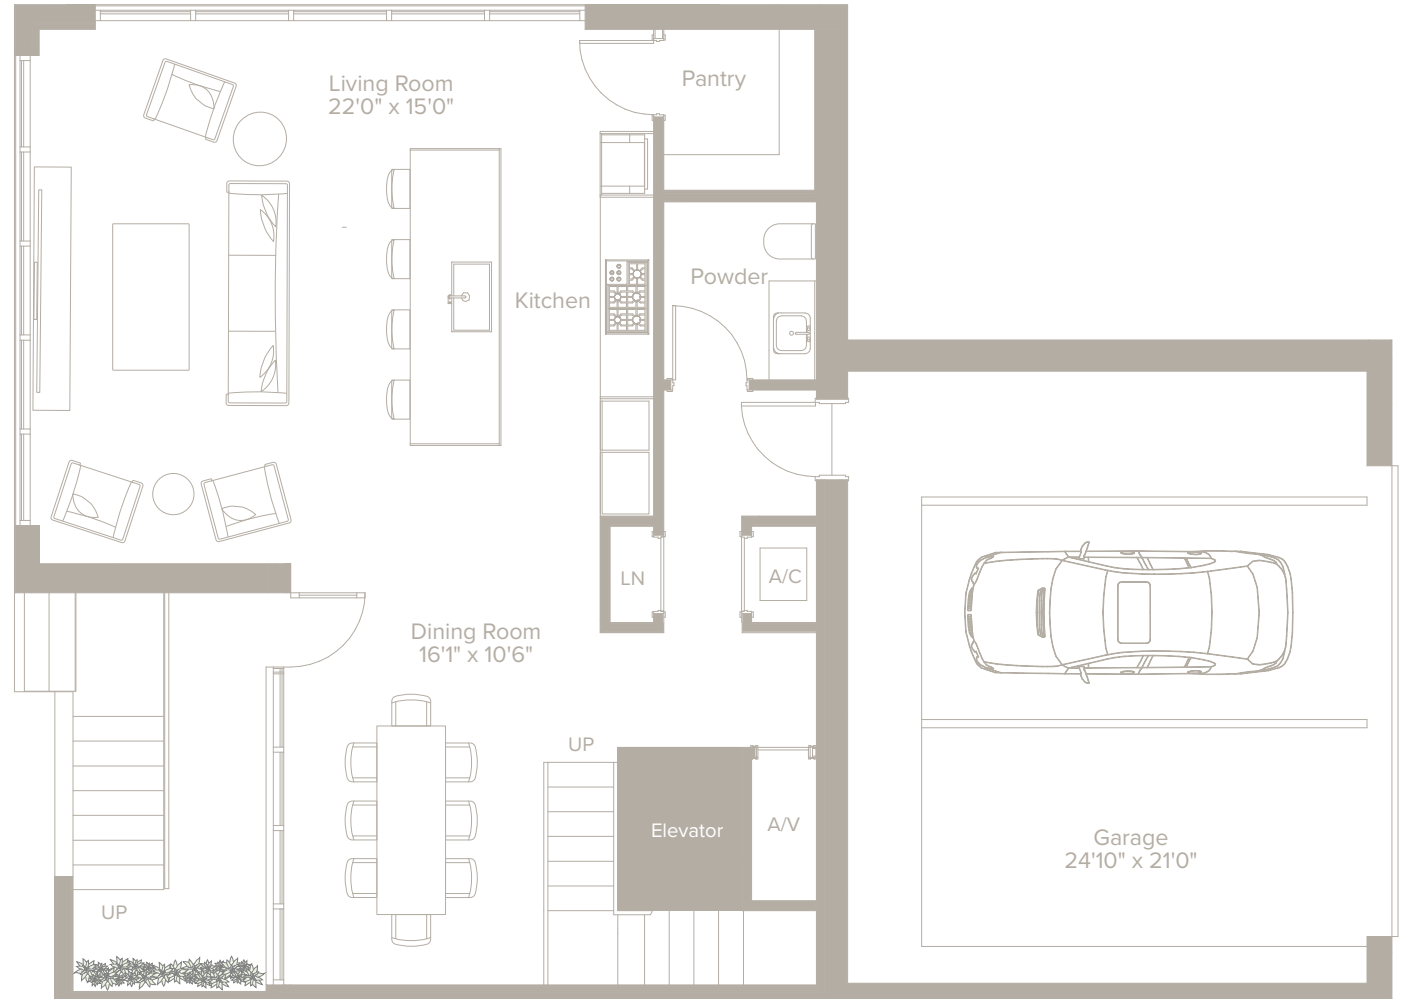 Living Room
22'0" x 15'0"
Pantry
Powder
Kitchen
LN
A/C
Dining Room
16'1" x 10'6"
UP
Elevator
A/V
Garage
24'10" x 21'0"
UP